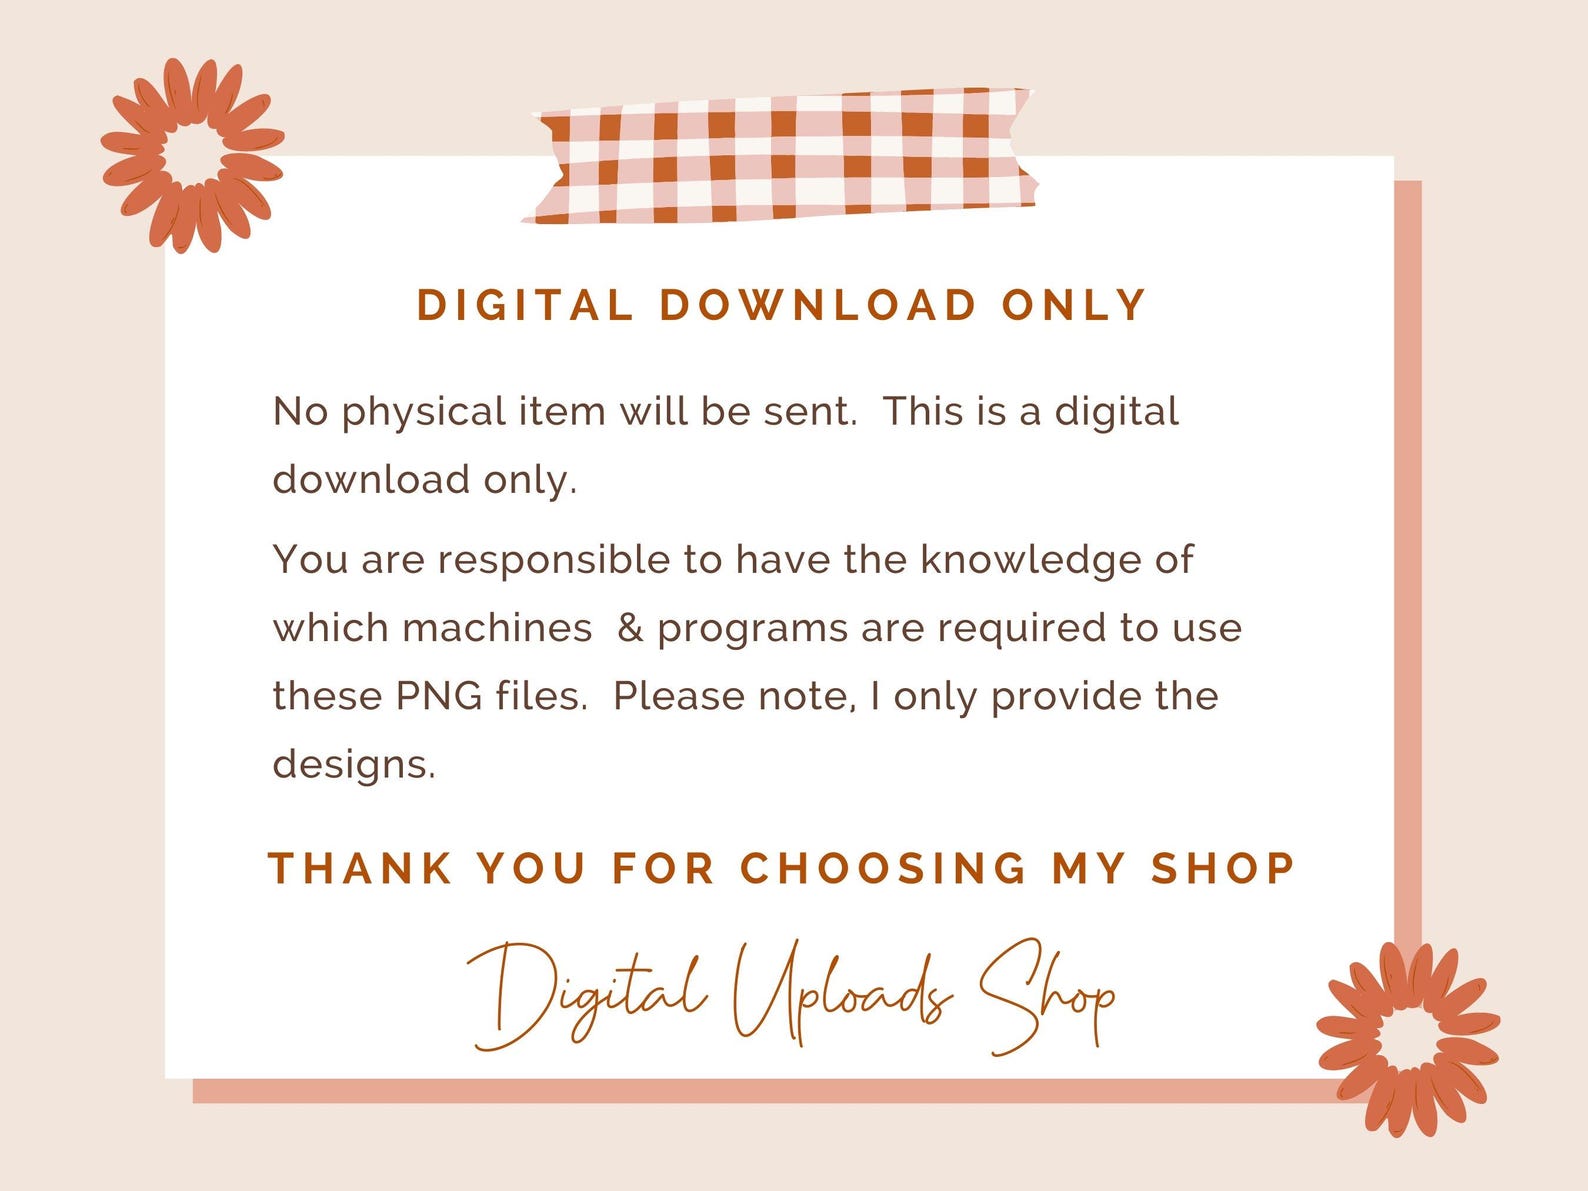 DIGITAL DOWNLOAD ONLY
No physical item will be sent.  This is a digital
download only.
You are responsible to have the knowledge of
which machines  & programs are required to use
these PNG files.  Please note, I only provide the
designs.
THANK YOU FOR CHOOSING MY SHOP
Digital Uploads Shop